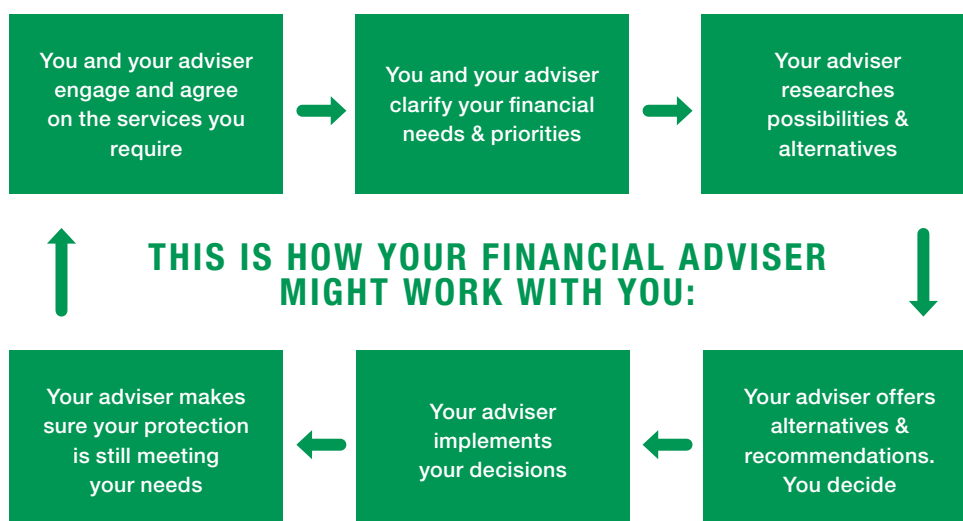 You and your adviser
engage and agree
on the services you
require
You and your adviser
clarify your financial
needs & priorities
Your adviser
researches
possibilities &
alternatives
THIS IS HOW YOUR FINANCIAL ADVISER
MIGHT WORK WITH YOU:
Your adviser makes
sure your protection
is still meeting
your needs
Your adviser
implements
your decisions
Your adviser offers
alternatives &
recommendations.
You decide